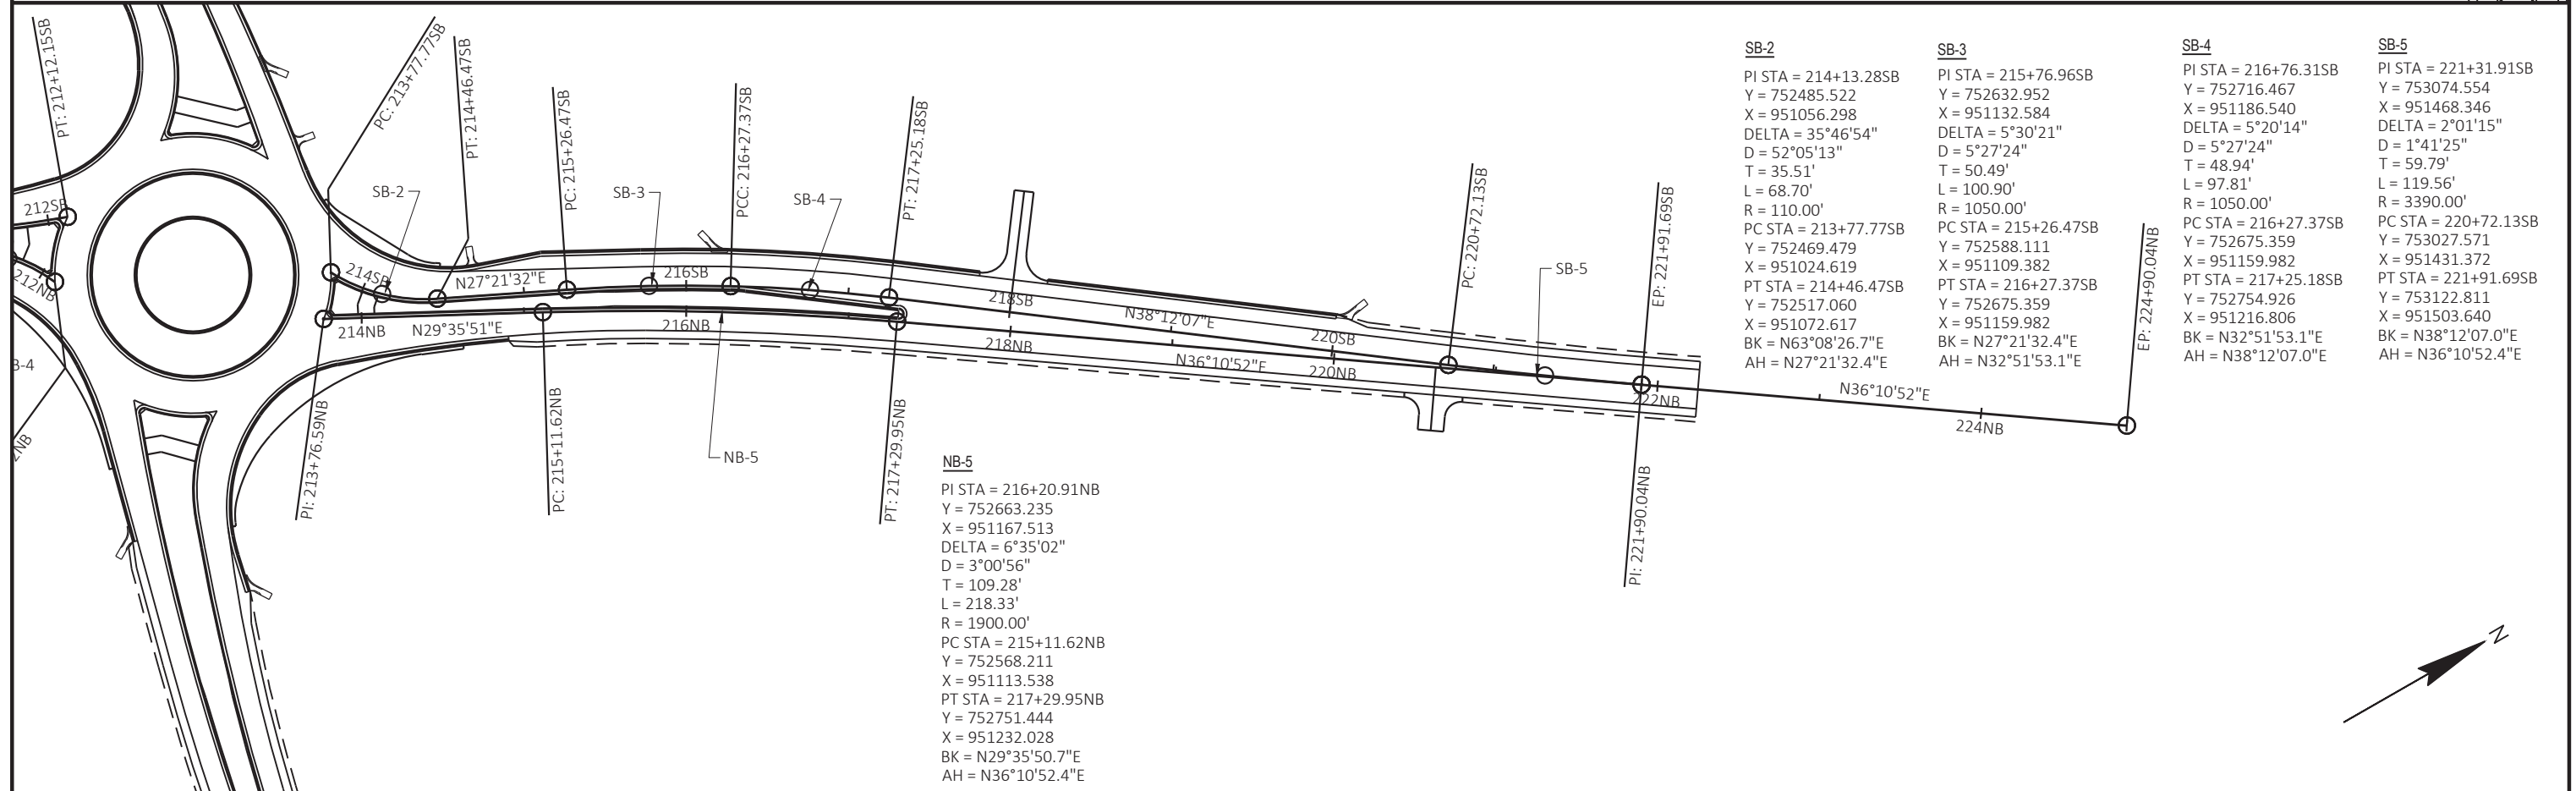 PT: 212+12.15SB
PC: 213+77.77SB
PT: 214+46.47SB
PC: 215+26.47SB
PCC: 216+27.37SB
PT: 217+25.18SB
PC: 220+72.13SB
EP: 221+91.69SB
EP: 224+90.04NB
SB-2
SB-3
SB-4
SB-5
212SB
212NB
214SB
N27°21'32"E
216SB
218SB
N38°12'07"E
220SB
214NB
N29°35'51"E
216NB
218NB
N36°10'52"E
220NB
222NB
N36°10'52"E
224NB
B-4
2NB
PI: 213+76.59NB
PC: 215+11.62NB
NB-5
PT: 217+29.95NB
PI: 221+90.04NB
SB-2
PI STA = 214+13.28SB
Y = 752485.522
X = 951056.298
DELTA = 35°46'54"
D = 52°05'13"
T = 35.51'
L = 68.70'
R = 110.00'
PC STA = 213+77.77SB
Y = 752469.479
X = 951024.619
PT STA = 214+46.47SB
Y = 752517.060
X = 951072.617
BK = N63°08'26.7"E
AH = N27°21'32.4"E
SB-3
PI STA = 215+76.96SB
Y = 752632.952
X = 951132.584
DELTA = 5°30'21"
D = 5°27'24"
T = 50.49'
L = 100.90'
R = 1050.00'
PC STA = 215+26.47SB
Y = 752588.111
X = 951109.382
PT STA = 216+27.37SB
Y = 752675.359
X = 951159.982
BK = N27°21'32.4"E
AH = N32°51'53.1"E
SB-4
PI STA = 216+76.31SB
Y = 752716.467
X = 951186.540
DELTA = 5°20'14"
D = 5°27'24"
T = 48.94'
L = 97.81'
R = 1050.00'
PC STA = 216+27.37SB
Y = 752675.359
X = 951159.982
PT STA = 217+25.18SB
Y = 752754.926
X = 951216.806
BK = N32°51'53.1"E
AH = N38°12'07.0"E
SB-5
PI STA = 221+31.91SB
Y = 753074.554
X = 951468.346
DELTA = 2°01'15"
D = 1°41'25"
T = 59.79'
L = 119.56'
R = 3390.00'
PC STA = 220+72.13SB
Y = 753027.571
X = 951431.372
PT STA = 221+91.69SB
Y = 753122.811
X = 951503.640
BK = N38°12'07.0"E
AH = N36°10'52.4"E
NB-5
PI STA = 216+20.91NB
Y = 752663.235
X = 951167.513
DELTA = 6°35'02"
D = 3°00'56"
T = 109.28'
L = 218.33'
R = 1900.00'
PC STA = 215+11.62NB
Y = 752568.211
X = 951113.538
PT STA = 217+29.95NB
Y = 752751.444
X = 951232.028
BK = N29°35'50.7"E
AH = N36°10'52.4"E
N